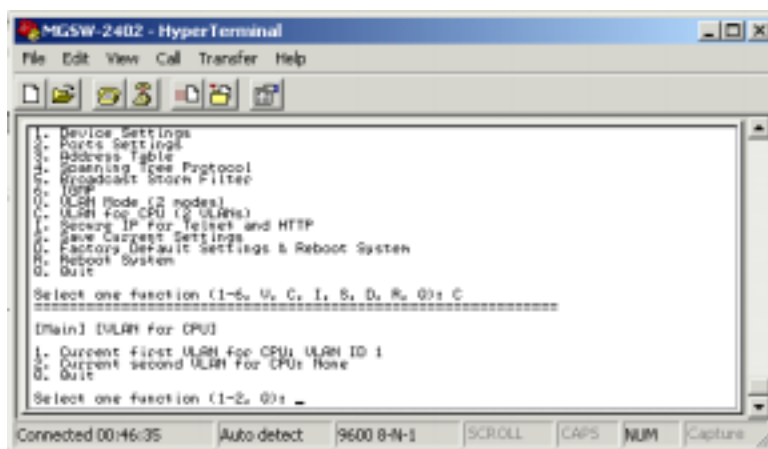 MGSW-2402 - HyperTerminal
File Edit View Call Transfer Help
1. Device Settings
2. Ports Settings
3. Address Table
4. Spanning Tree Protocol
5. Broadcast Storm Filter
6. IGMP
V. VLAN Mode (2 modes)
C. VLAN for CPU (2 VLANs)
I. Secure IP for Telnet and HTTP
S. Save Current Settings
D. Factory Default Settings & Reboot System
R. Reboot System
Q. Quit
Select one function (1-6, V, C, I, S, D, R, Q): C
================================================================
[Main] [VLAN for CPU]
1. Current first VLAN for CPU: VLAN ID 1
2. Current second VLAN for CPU: None
Q. Quit
Select one function (1-2, Q): _
Connected 00:46:35 Auto detect 9600 8-N-1 SCROLL CAPS NUM Capture